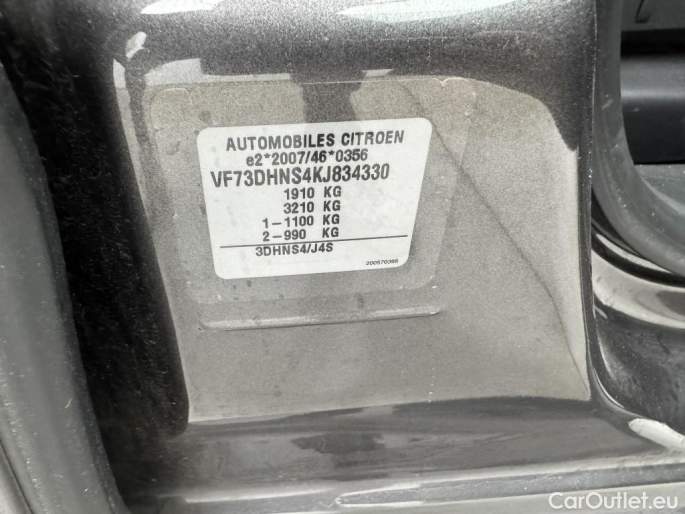 AUTOMOBILES CITROEN
e2*2007/46*0356
VF73DHNS4KJ834330
1910 KG
3210 KG
1-1100 KG
2-990 KG
3DHNS4/J4S
200570388
CarOutlet.eu